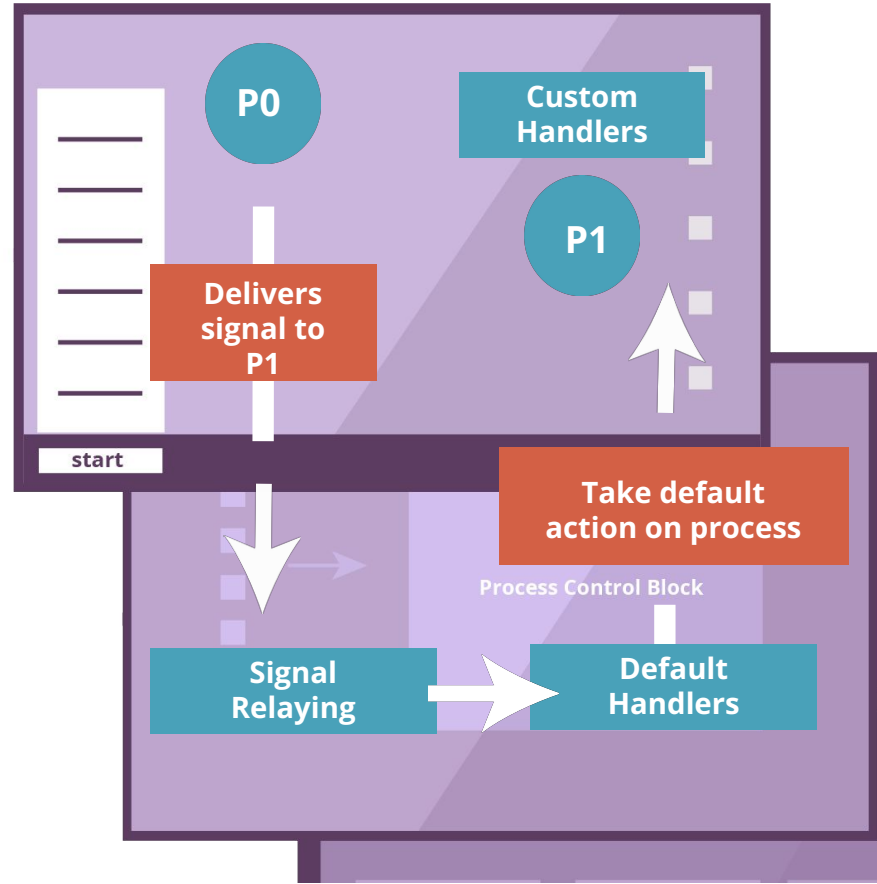 P0
Custom
Handlers
P1
Delivers
signal to
P1
start
Take default
action on process
Process Control Block
Signal
Relaying
Default
Handlers